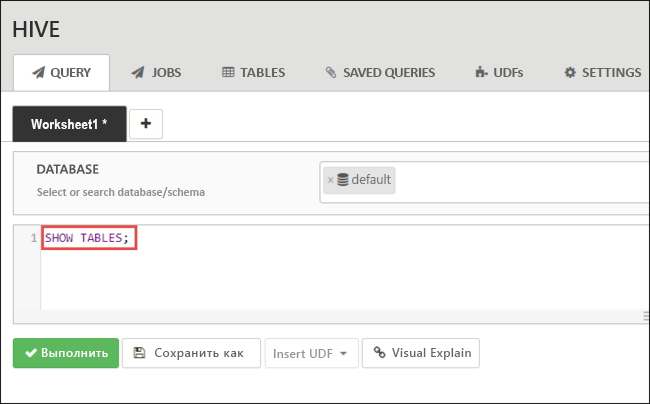 HIVE
QUERY JOBS TABLES SAVED QUERIES UDFs SETTINGS
Worksheet1 * +
DATABASE
Select or search database/schema
× default
1 SHOW TABLES;
Выполнить Сохранить как Insert UDF Visual Explain